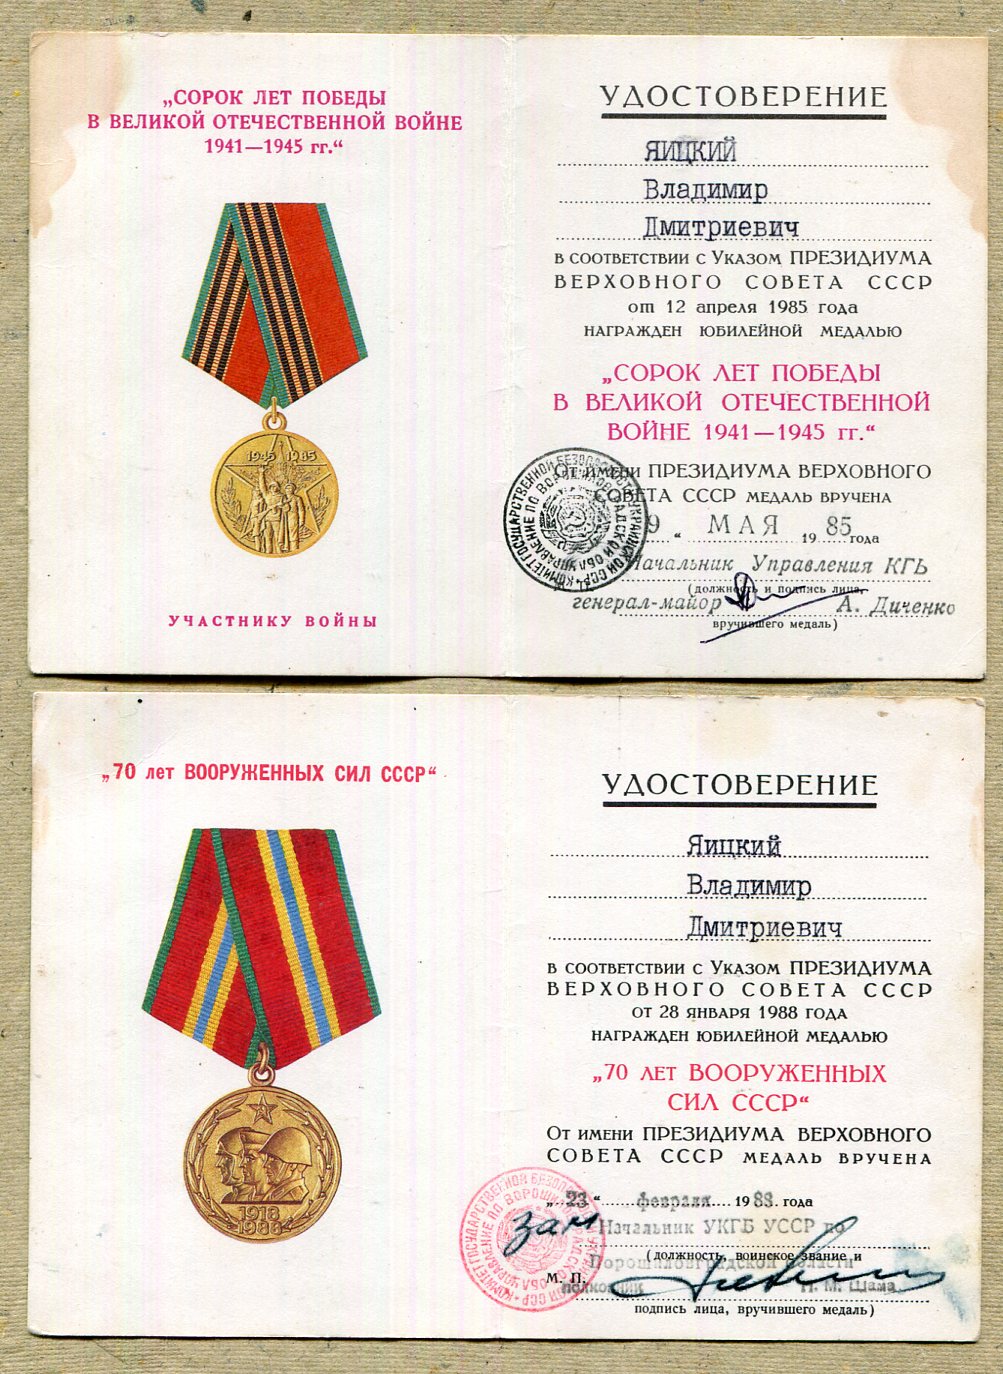 „СОРОК ЛЕТ ПОБЕДЫ
В ВЕЛИКОЙ ОТЕЧЕСТВЕННОЙ ВОЙНЕ
1941—1945 гг.“
1945 1985
УЧАСТНИКУ ВОЙНЫ
УДОСТОВЕРЕНИЕ
ЯИЦКИЙ
Владимир
Дмитриевич
в соответствии с Указом ПРЕЗИДИУМА
ВЕРХОВНОГО СОВЕТА СССР
от 12 апреля 1985 года
награжден юбилейной медалью
„СОРОК ЛЕТ ПОБЕДЫ
В ВЕЛИКОЙ ОТЕЧЕСТВЕННОЙ
ВОЙНЕ 1941—1945 гг.“
От имени ПРЕЗИДИУМА ВЕРХОВНОГО
СОВЕТА СССР медаль вручена
9 “ МАЯ 1985 года
Начальник Управления КГБ
(должность и подпись лица,
генерал-майор А. Диченко
вручившего медаль)
„70 лет ВООРУЖЕННЫХ СИЛ СССР“
1918
1988
УДОСТОВЕРЕНИЕ
Яицкий
Владимир
Дмитриевич
в соответствии с Указом ПРЕЗИДИУМА
ВЕРХОВНОГО СОВЕТА СССР
от 28 января 1988 года
награжден юбилейной медалью
„70 лет ВООРУЖЕННЫХ
СИЛ СССР“
От имени ПРЕЗИДИУМА ВЕРХОВНОГО
СОВЕТА СССР медаль вручена
„23“ февраля 1988 года
зам Начальник УКГБ УССР по
(должность, воинское звание и
Ворошиловградской области
М. П.
полковник Н. М. Шама
подпись лица, вручившего медаль)